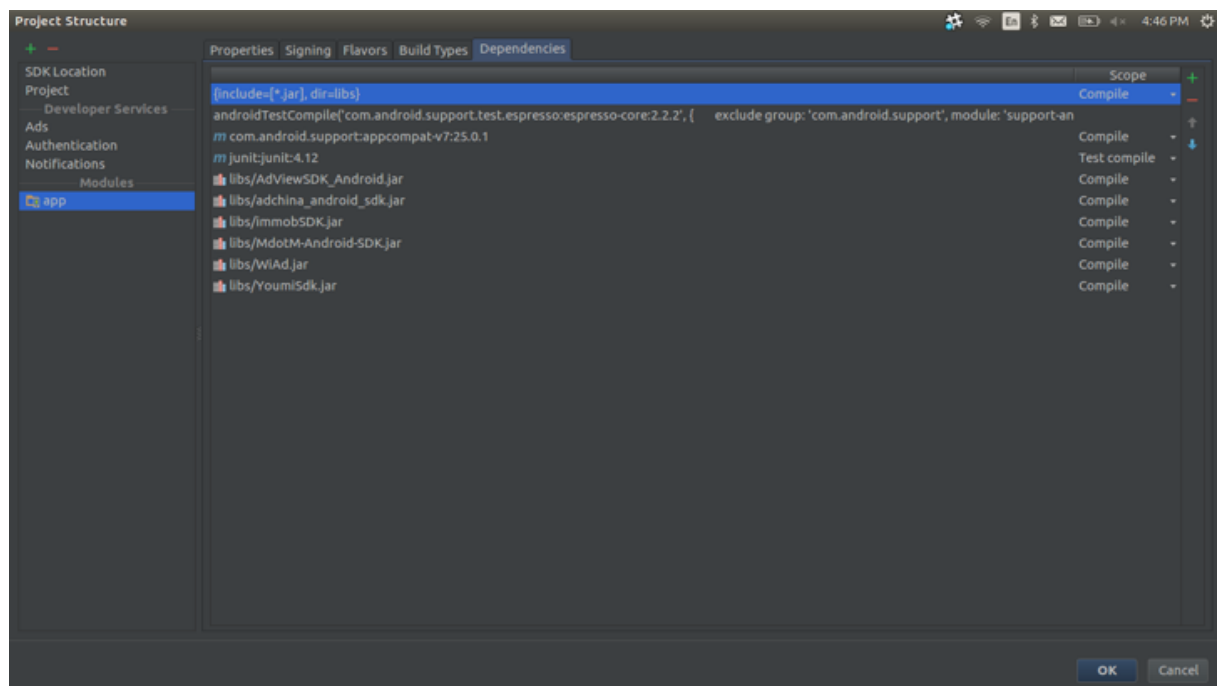 Project Structure
En
4:46 PM
SDK Location
Project
Developer Services
Ads
Authentication
Notifications
Modules
app
Properties Signing Flavors Build Types Dependencies
Scope
{include=[*.jar], dir=libs} Compile
androidTestCompile('com.android.support.test.espresso:espresso-core:2.2.2', { exclude group: 'com.android.support', module: 'support-an
m com.android.support:appcompat-v7:25.0.1 Compile
m junit:junit:4.12 Test compile
libs/AdViewSDK_Android.jar Compile
libs/adchina_android_sdk.jar Compile
libs/immobSDK.jar Compile
libs/MdotM-Android-SDK.jar Compile
libs/WiAd.jar Compile
libs/YoumiSdk.jar Compile
OK Cancel